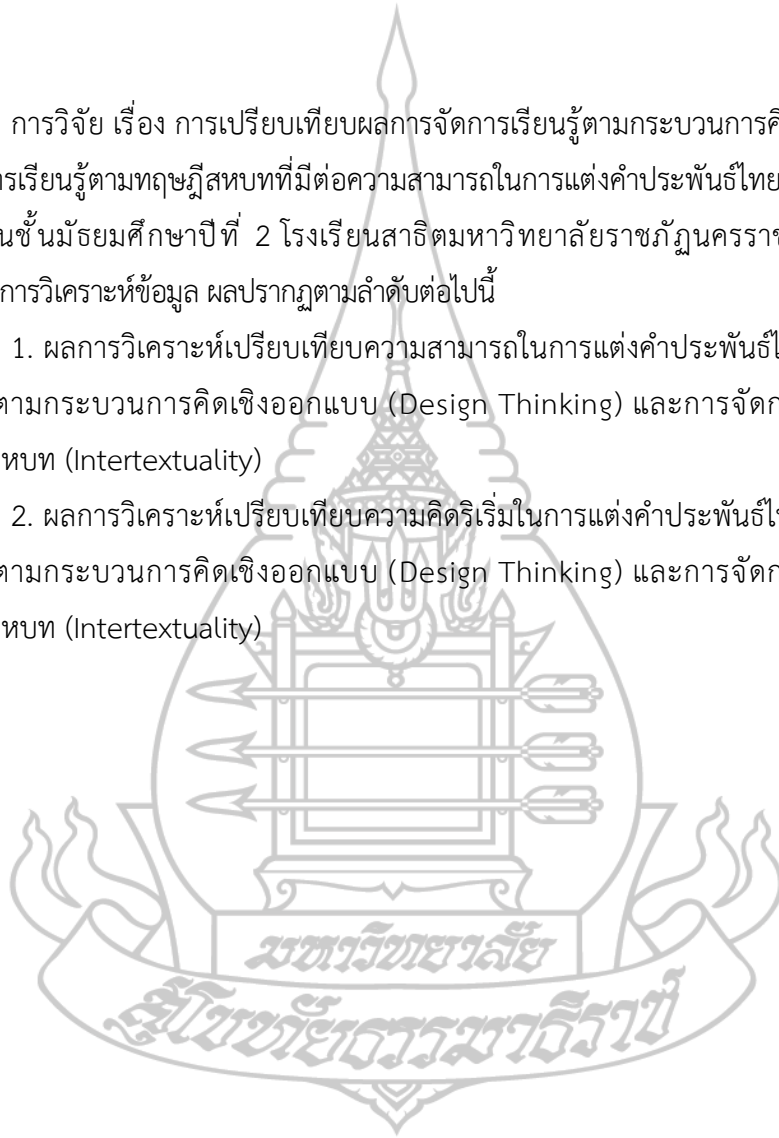 การวิจัย เรื่อง การเปรียบเทียบผลการจัดการเรียนรู้ตามกระบวนการคิ
ารเรียนรู้ตามทฤษฎีสหบทที่มีต่อความสามารถในการแต่งคำประพันธ์ไทย
นชั้นมัธยมศึกษาปีที่ 2 โรงเรียนสาธิตมหาวิทยาลัยราชภัฏนครราช
การวิเคราะห์ข้อมูล ผลปรากฏตามลำดับต่อไปนี้
1. ผลการวิเคราะห์เปรียบเทียบความสามารถในการแต่งคำประพันธ์ไ
ตามกระบวนการคิดเชิงออกแบบ (Design Thinking) และการจัดก
หบท (Intertextuality)
2. ผลการวิเคราะห์เปรียบเทียบความคิดริเริ่มในการแต่งคำประพันธ์ไ
ตามกระบวนการคิดเชิงออกแบบ (Design Thinking) และการจัดก
หบท (Intertextuality)
มหาวิทยาลัย
สุโขทัยธรรมาธิราช